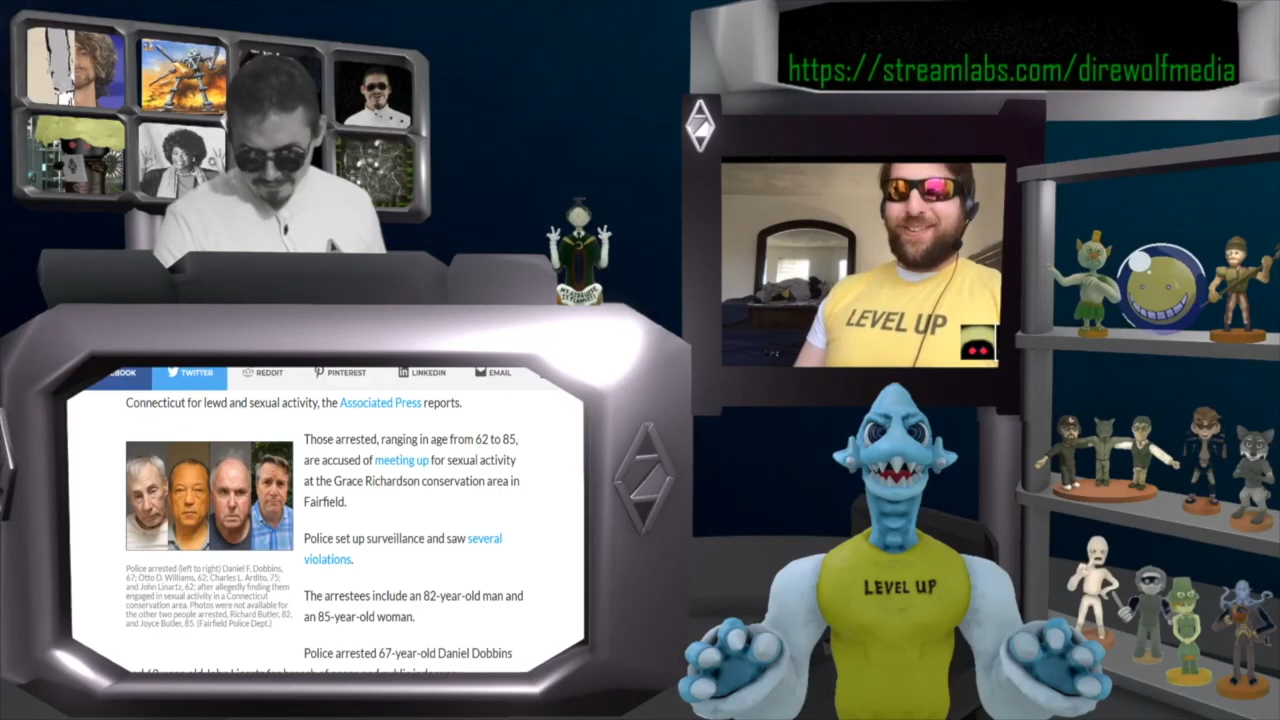 https://streamlabs.com/direwolfmedia
LEVEL UP
TWITTER
REDDIT
PINTEREST
LINKEDIN
EMAIL
Connecticut for lewd and sexual activity, the Associated Press reports.
Those arrested, ranging in age from 62 to 85,
are accused of meeting up for sexual activity
at the Grace Richardson conservation area in
Fairfield.
Police set up surveillance and saw several
violations.
The arrestees include an 82-year-old man and
an 85-year-old woman.
Police arrested 67-year-old Daniel Dobbins
Police arrested (left to right) Daniel F. Dobbins,
67; Otto D. Williams, 62; Charles L. Ardito, 75;
and John Linartz, 62; after allegedly finding them
engaged in sexual activity in a Connecticut
conservation area. Photos were not available for
the other two people arrested, Richard Butler, 82,
and Joyce Butler, 85. (Fairfield Police Dept.)
LEVEL UP